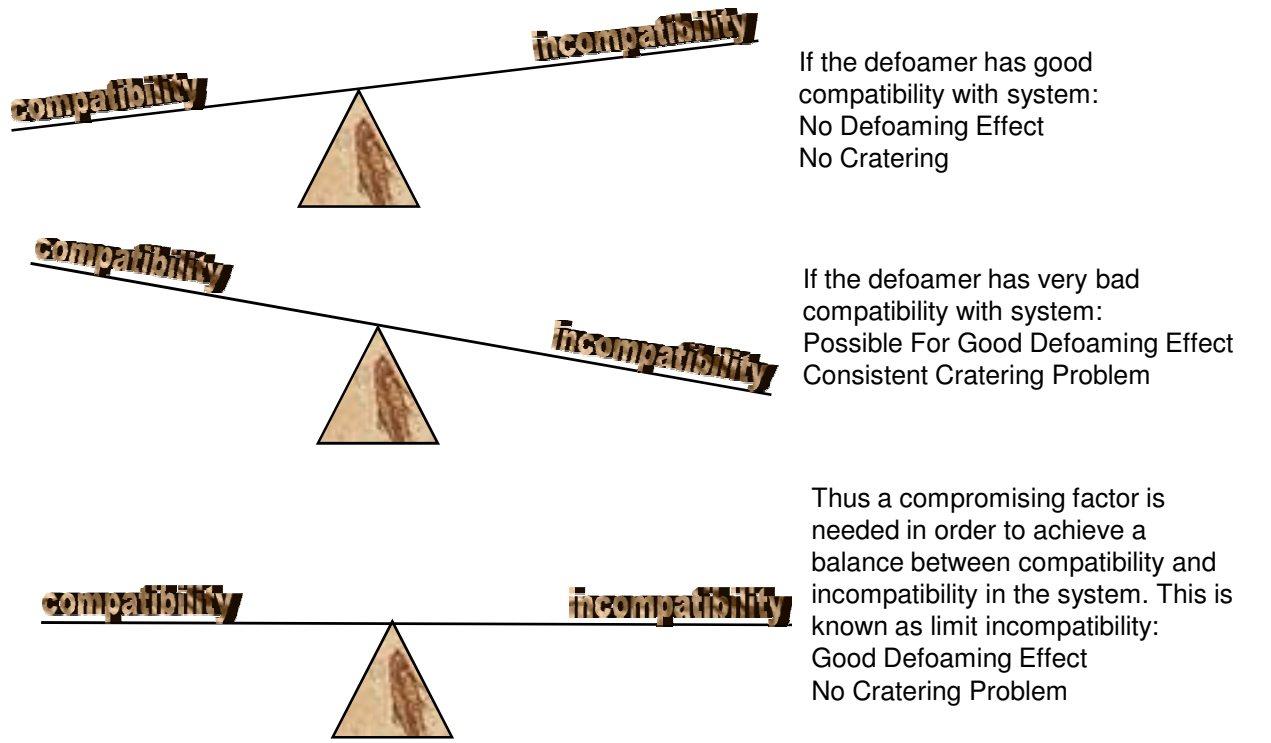 compatibility
incompatibility
If the defoamer has good
compatibility with system:
No Defoaming Effect
No Cratering
compatibility
incompatibility
If the defoamer has very bad
compatibility with system:
Possible For Good Defoaming Effect
Consistent Cratering Problem
compatibility
incompatibility
Thus a compromising factor is
needed in order to achieve a
balance between compatibility and
incompatibility in the system. This is
known as limit incompatibility:
Good Defoaming Effect
No Cratering Problem